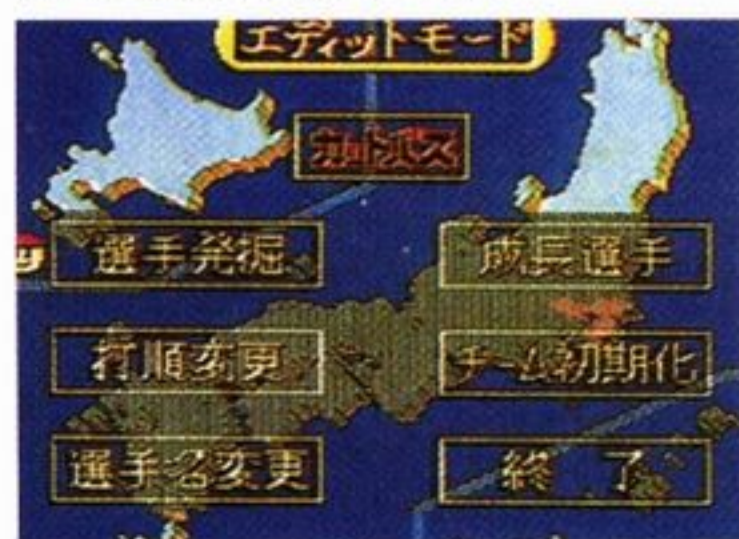 エディットモード
選手発掘
成長選手
打順変更
チーム初期化
選手名変更
終了